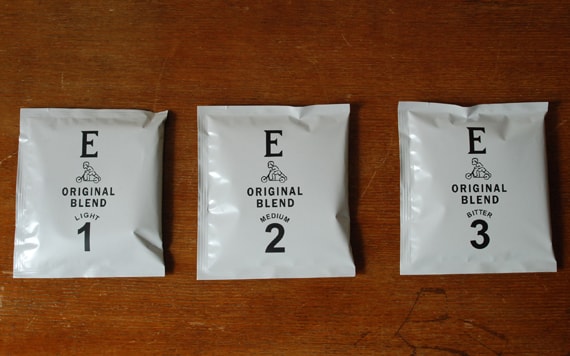 E
ORIGINAL
BLEND
LIGHT
1
E
ORIGINAL
BLEND
MEDIUM
2
E
ORIGINAL
BLEND
BITTER
3